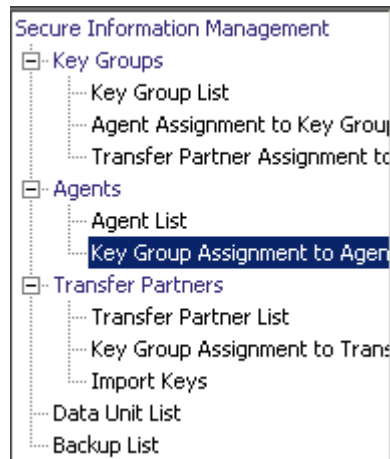 Secure Information Management
Key Groups
Key Group List
Agent Assignment to Key Grou
Transfer Partner Assignment to
Agents
Agent List
Key Group Assignment to Agen
Transfer Partners
Transfer Partner List
Key Group Assignment to Trans
Import Keys
Data Unit List
Backup List